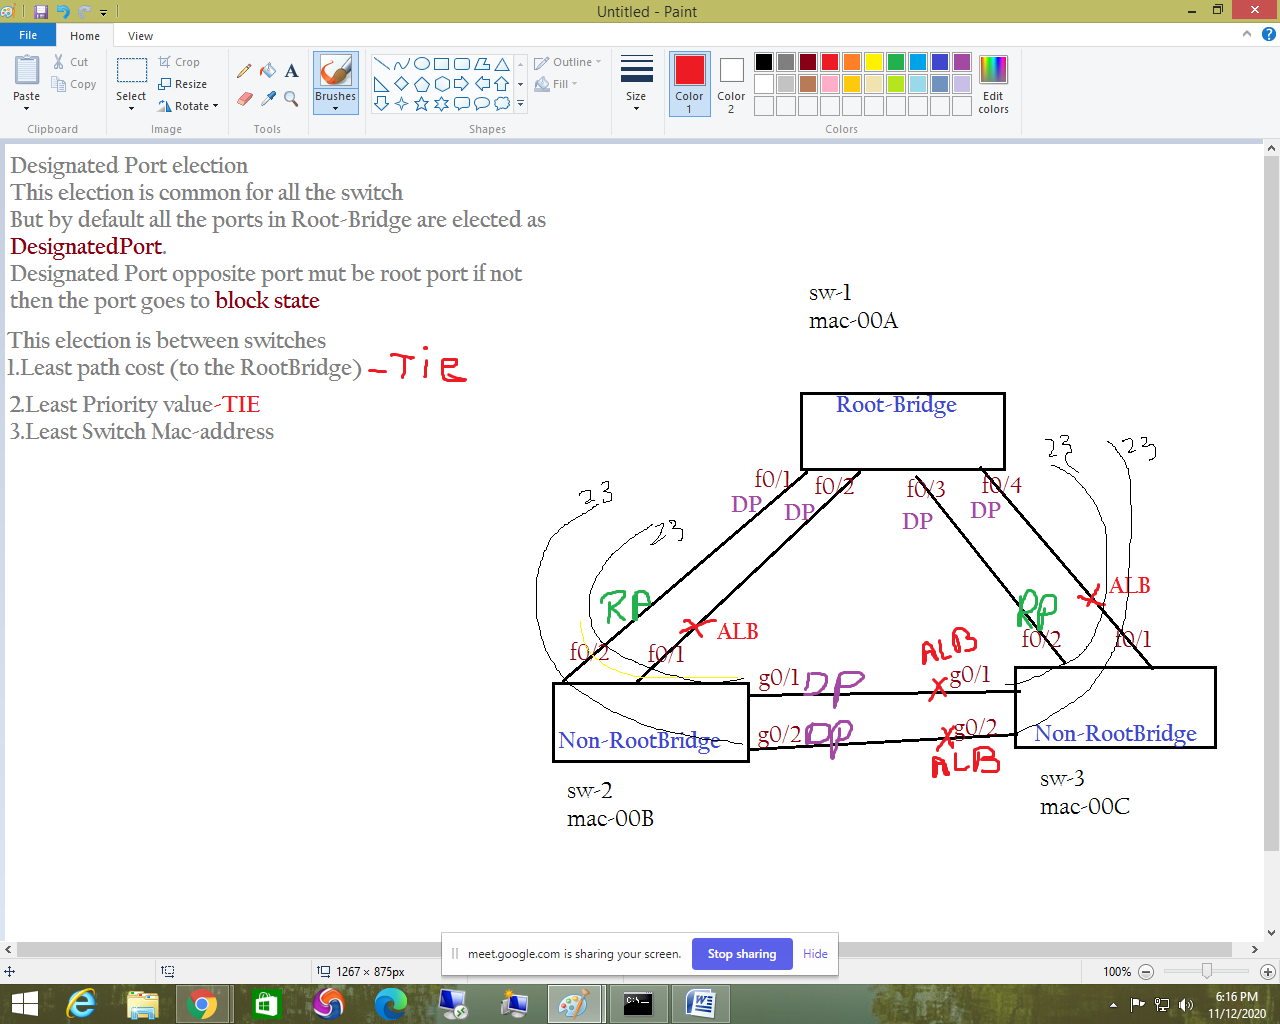 Untitled - Paint
File
Home
View
Paste
Cut
Copy
Clipboard
Select
Crop
Resize
Rotate
Image
Tools
Brushes
Shapes
Outline
Fill
Size
Color 1
Color 2
Colors
Edit colors
Designated Port election
This election is common for all the switch
But by default all the ports in Root-Bridge are elected as
DesignatedPort.
Designated Port opposite port mut be root port if not
then the port goes to block state
This election is between switches
1.Least path cost (to the RootBridge) -Tie
2.Least Priority value-TIE
3.Least Switch Mac-address
sw-1
mac-00A
Root-Bridge
f0/1
f0/2
f0/3
f0/4
DP
DP
DP
DP
23
23
23
23
RP
ALB
RP
ALB
f0/2
f0/1
f0/2
f0/1
g0/1
DP
ALB
g0/1
g0/2
DP
ALB
g0/2
Non-RootBridge
Non-RootBridge
sw-2
mac-00B
sw-3
mac-00C
meet.google.com is sharing your screen.
Stop sharing
Hide
1267 × 875px
100%
6:16 PM
11/12/2020